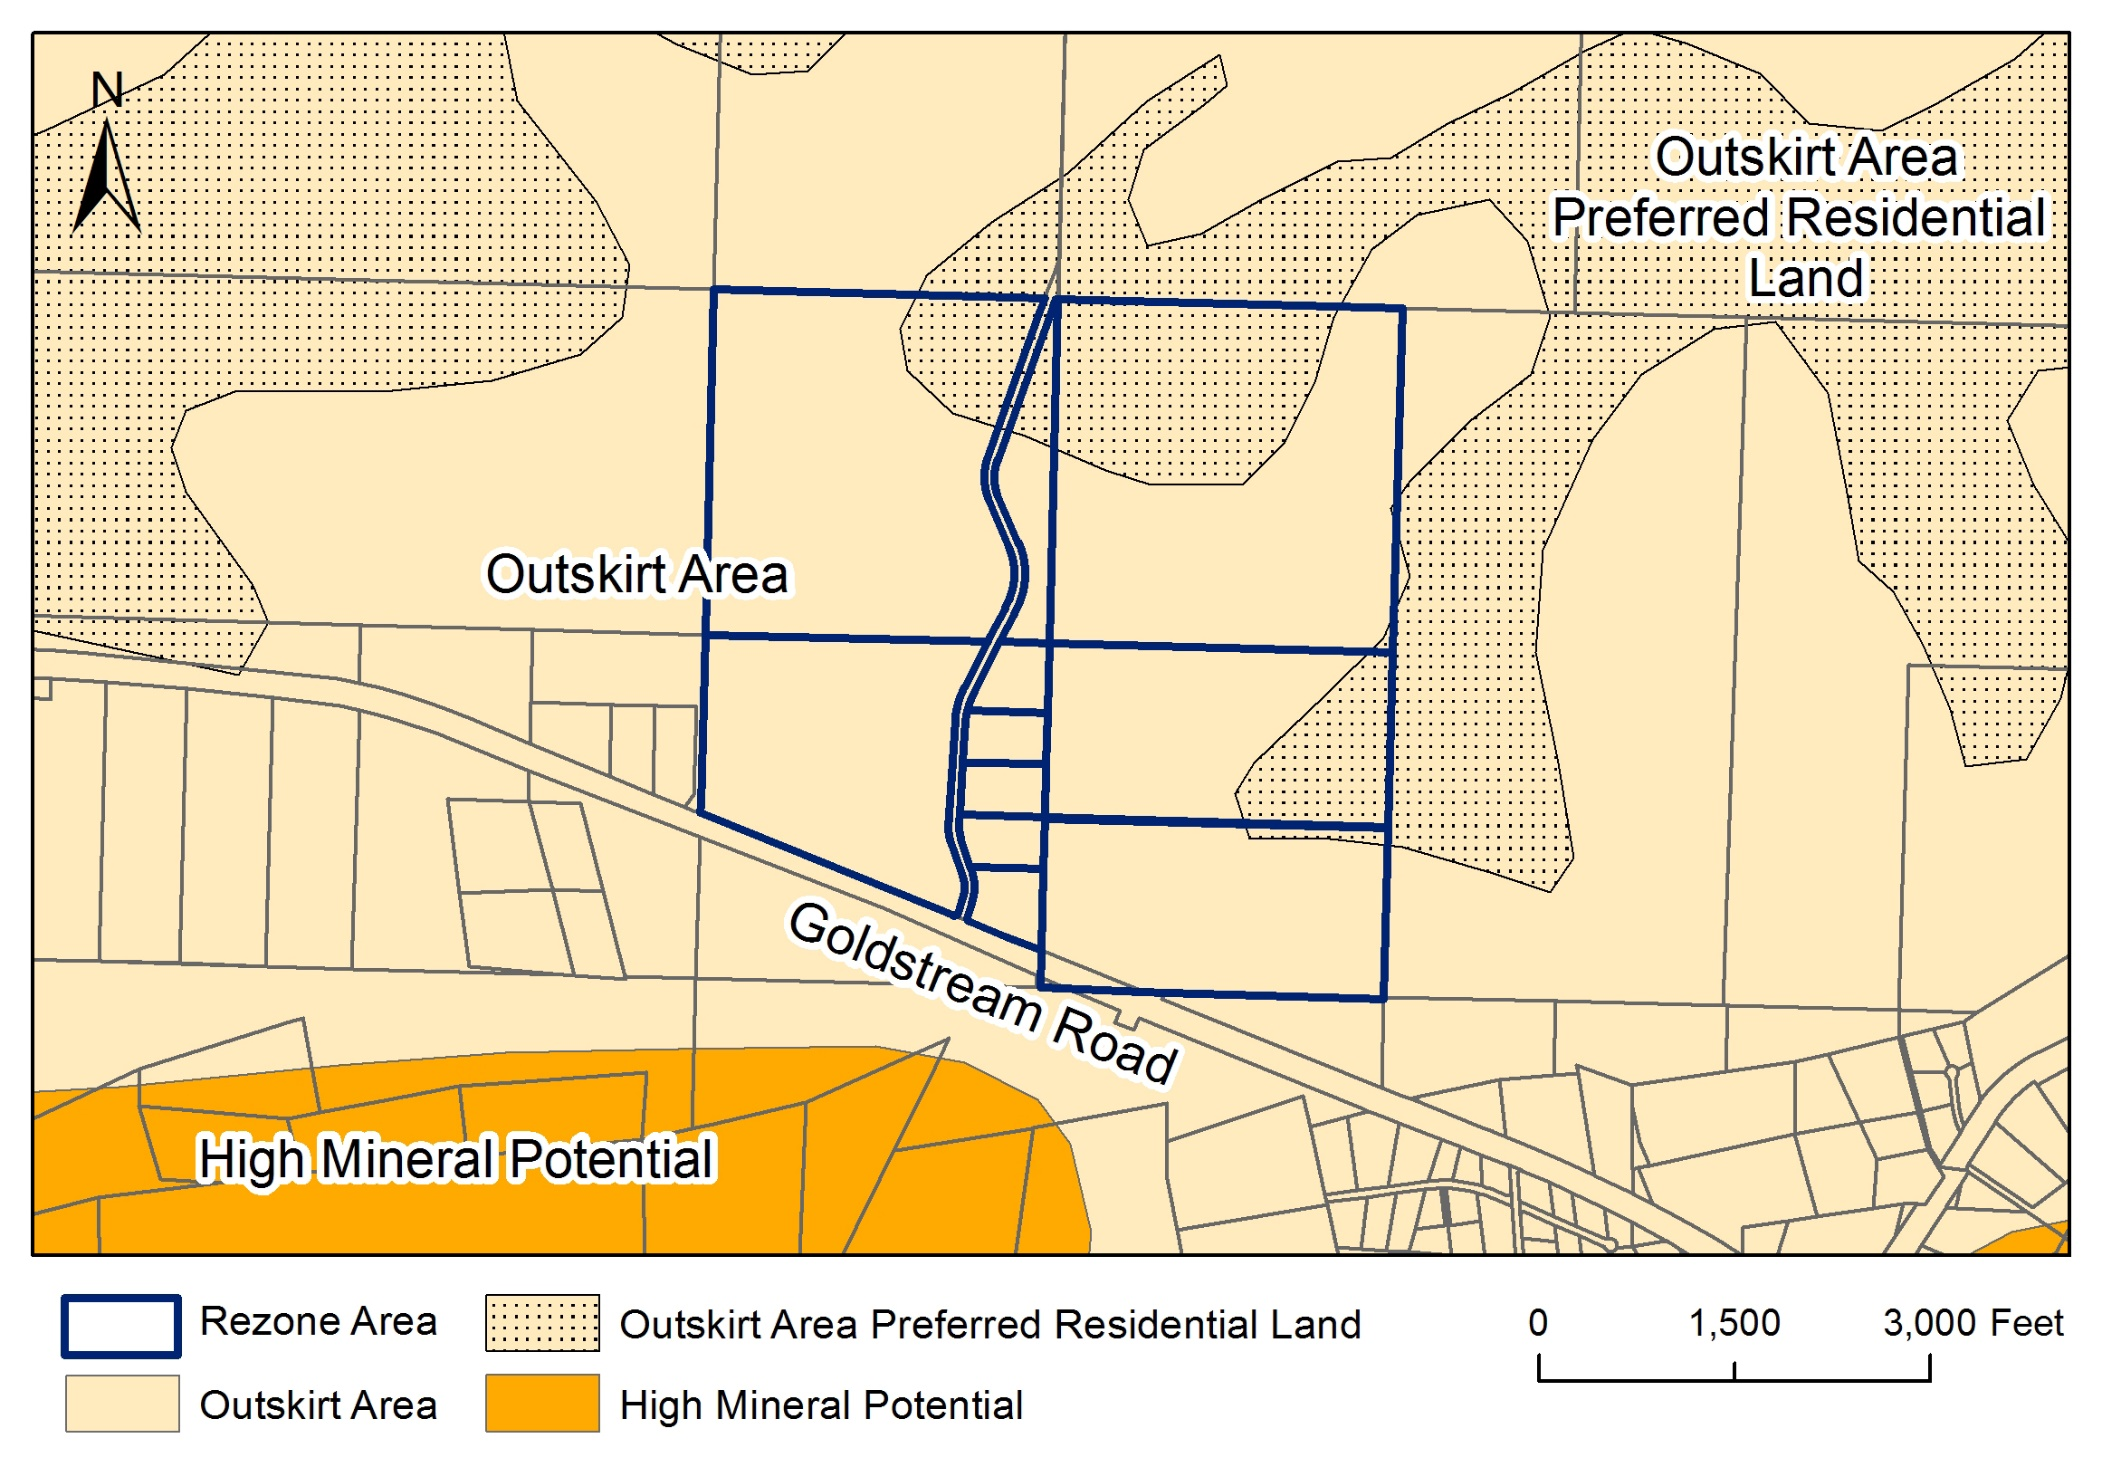 N
Outskirt Area
Preferred Residential
Land
Outskirt Area
Goldstream Road
High Mineral Potential
Rezone Area
Outskirt Area Preferred Residential Land
0 1,500 3,000 Feet
Outskirt Area
High Mineral Potential